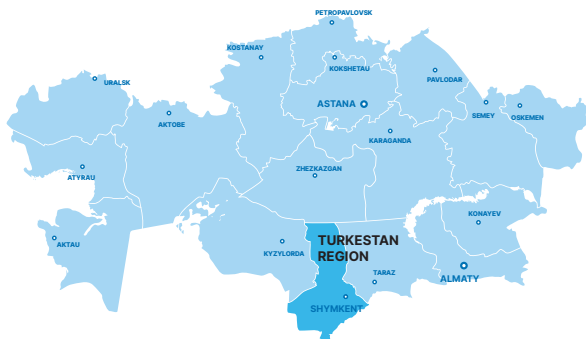 PETROPAVLOVSK
KOSTANAY
KOKSHETAU
PAVLODAR
URALSK
ASTANA
SEMEY
OSKEMEN
AKTOBE
KARAGANDA
ATYRAU
ZHEZKAZGAN
KONAYEV
AKTAU
KYZYLORDA
TURKESTAN
REGION
TARAZ
ALMATY
SHYMKENT